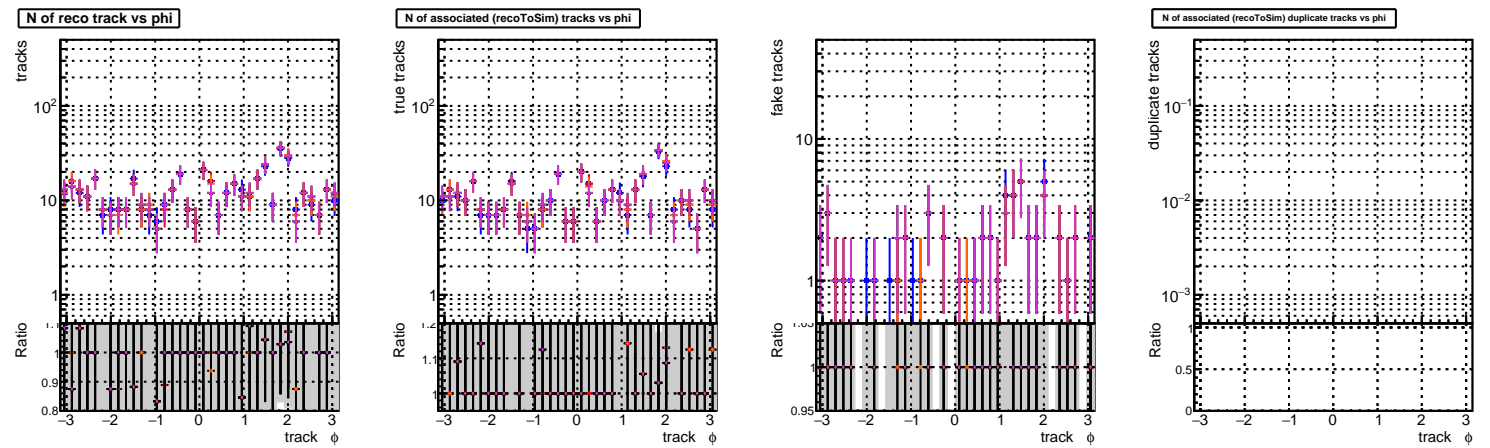 N of reco track vs phi
tracks
10²
10
1
Ratio
1.1
1
0.9
0.8
−3 −2 −1 0 1 2 3
track ϕ
N of associated (recoToSim) tracks vs phi
true tracks
10²
10
1
Ratio
1.2
1.1
1
−3 −2 −1 0 1 2 3
track ϕ
fake tracks
10
1
Ratio
1.05
1
0.95
−3 −2 −1 0 1 2 3
track ϕ
N of associated (recoToSim) duplicate tracks vs phi
duplicate tracks
10⁻¹
10⁻²
10⁻³
Ratio
1
0.5
0
−3 −2 −1 0 1 2 3
track ϕ